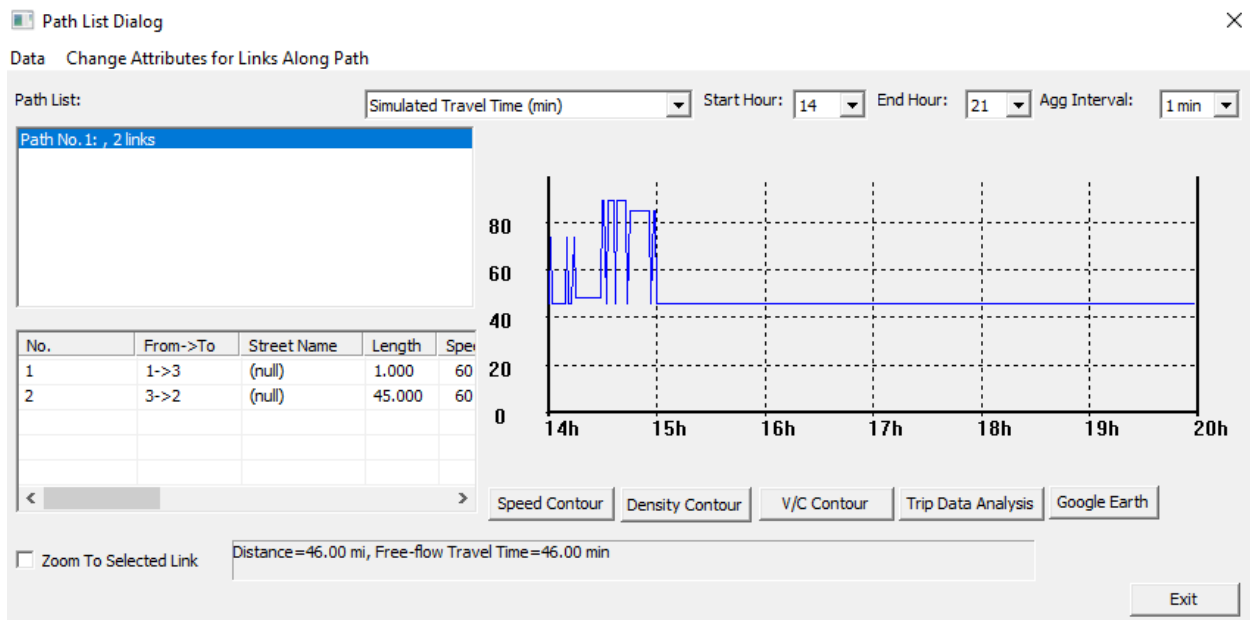 Path List Dialog
Data Change Attributes for Links Along Path
Path List:
Simulated Travel Time (min)
Start Hour: 14
End Hour: 21
Agg Interval: 1 min
Path No.1: , 2 links
80
60
40
20
0
14h 15h 16h 17h 18h 19h 20h
No. From->To Street Name Length
1 1->3 (null) 1.000 60
2 3->2 (null) 45.000 60
Speed Contour Density Contour V/C Contour Trip Data Analysis Google Earth
Zoom To Selected Link
Distance=46.00 mi, Free-flow Travel Time=46.00 min
Exit